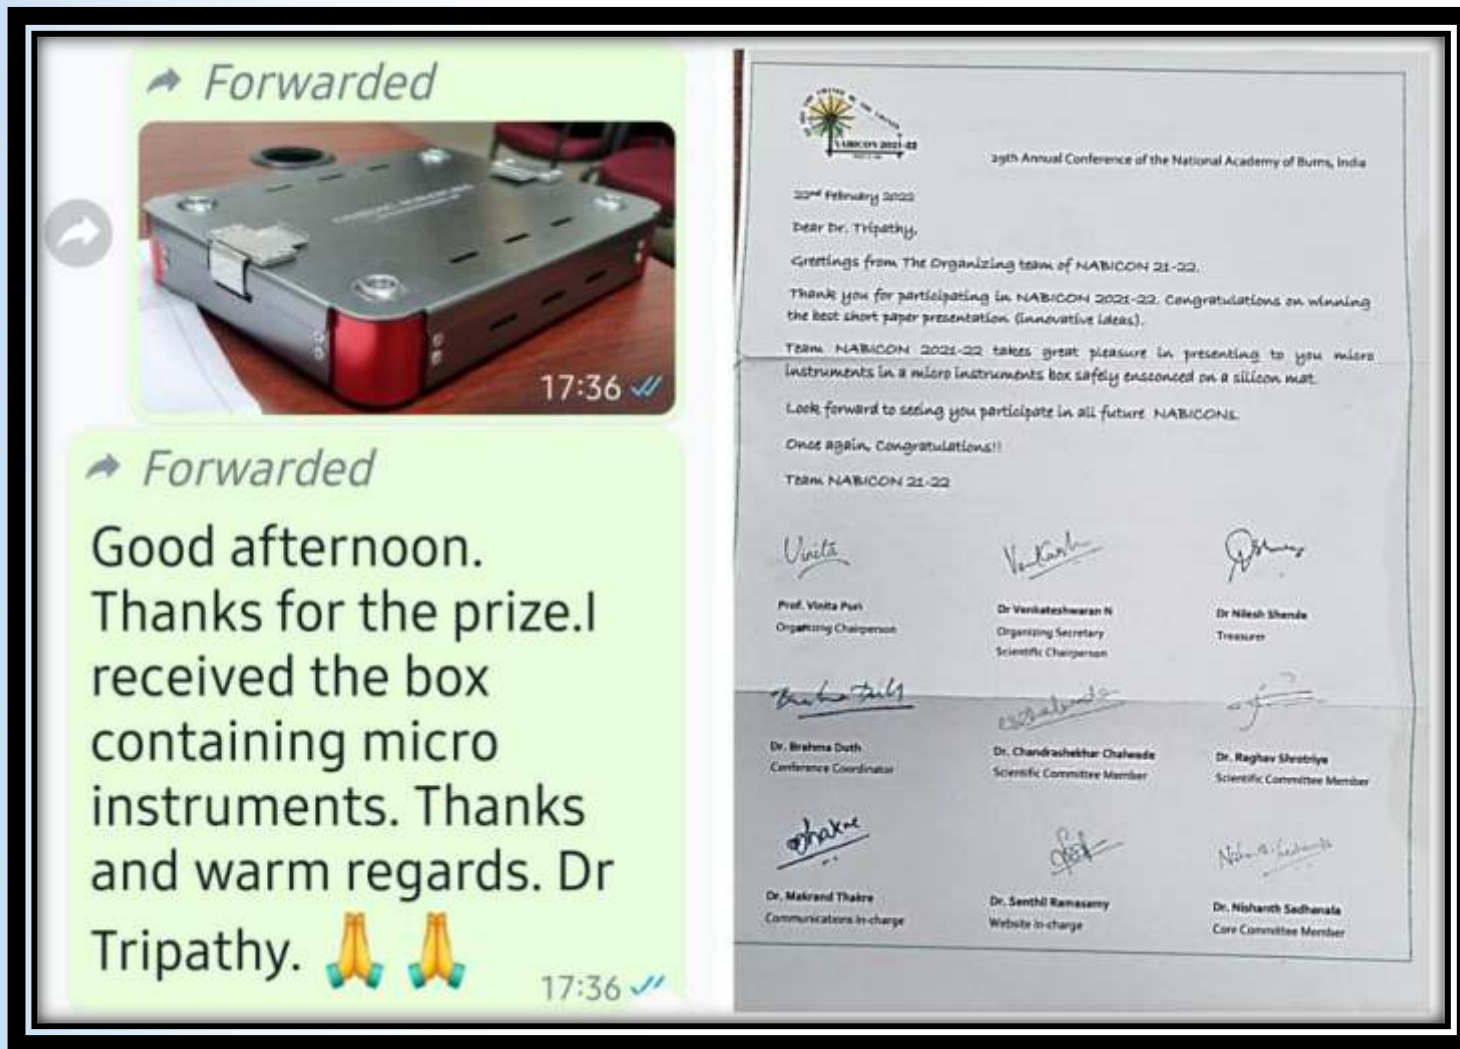 Forwarded
17:36
Forwarded
Good afternoon.
Thanks for the prize.I
received the box
containing micro
instruments. Thanks
and warm regards. Dr
Tripathy. 🙏 🙏
17:36
NABICON 2021-22
29th Annual Conference of the National Academy of Burns, India
22nd February 2022
Dear Dr. Tripathy,
Greetings from The Organizing team of NABICON 21-22.
Thank you for participating in NABICON 2021-22. Congratulations on winning
the best short paper presentation (innovative ideas).
Team NABICON 2021-22 takes great pleasure in presenting to you micro
instruments in a micro instruments box safely ensconced on a silicon mat.
Look forward to seeing you participate in all future NABICONs.
Once again, Congratulations!!
Team NABICON 21-22
Vinita
Venkatesh
Prof. Vinita Puri
Dr Venkateshwaran N
Dr Nilesh Shende
Organizing Chairperson
Organizing Secretary
Treasurer
Scientific Chairperson
Brahma Duth
Dr. Brahma Duth
Dr. Chandrashekhar Chalwade
Dr. Raghav Shrotriya
Conference Coordinator
Scientific Committee Member
Scientific Committee Member
Dr. Makrand Thakre
Dr. Senthil Ramasamy
Dr. Nishanth Sadhanala
Communications in-charge
Website in-charge
Core Committee Member